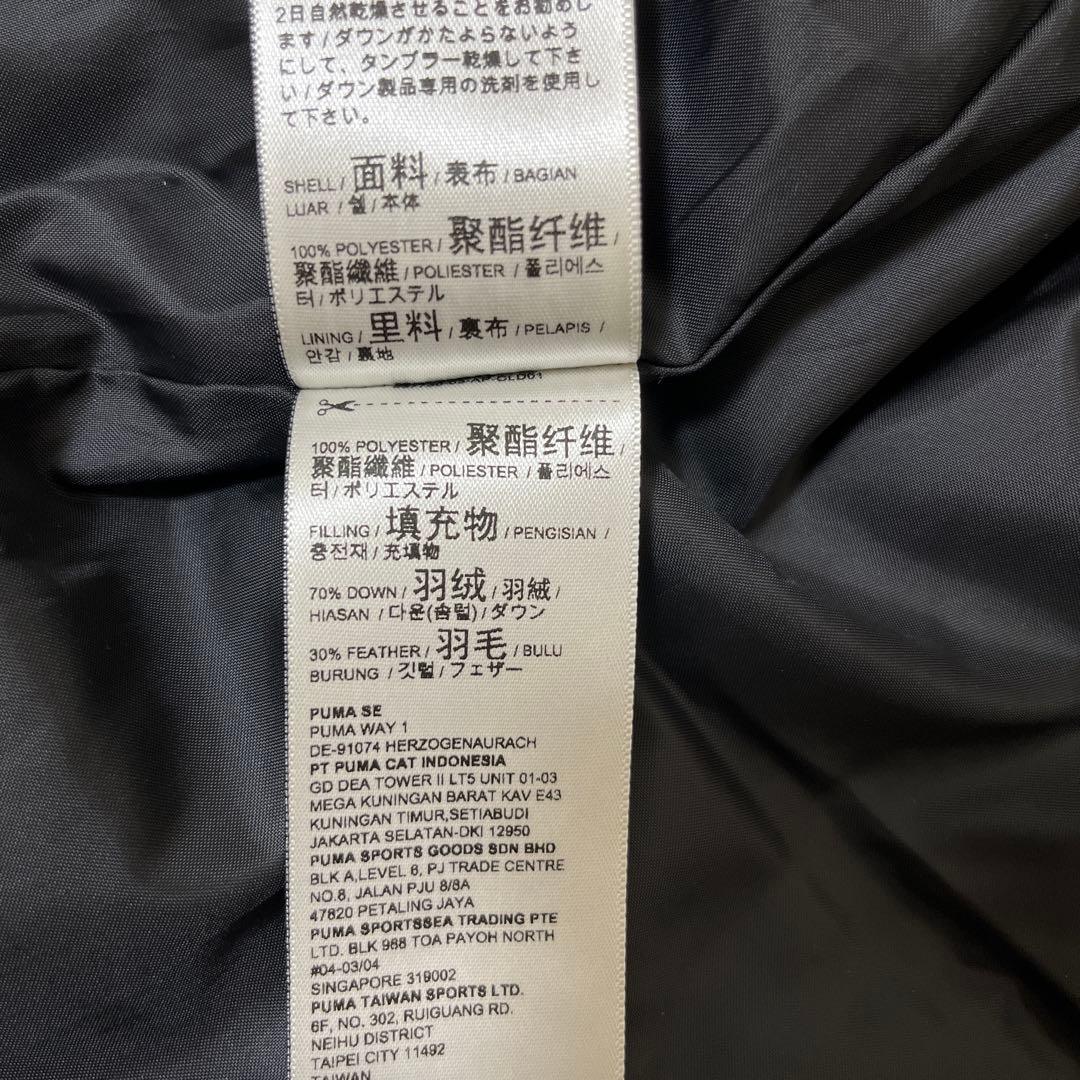 2日自然乾燥させることをお勧めし
ます/ダウンがかたよらないよう
にして、タンブラー乾燥して下さ
い/ダウン製品専用の洗剤を使用し
て下さい。
SHELL / 面料 / 表布 / BAGIAN
LUAR / 쉘 / 本体
100% POLYESTER / 聚酯纤维 /
聚酯纖維 / POLIESTER / 폴리에스
터 / ポリエステル
LINING / 里料 / 裏布 / PELAPIS /
안감 / 裏地
100% POLYESTER / 聚酯纤维 /
聚酯纖維 / POLIESTER / 폴리에스
터 / ポリエステル
FILLING / 填充物 / PENGISIAN /
충전재 / 充填物
70% DOWN / 羽绒 / 羽絨 /
HIASAN / 다운(솜털) / ダウン
30% FEATHER / 羽毛 / BULU
BURUNG / 깃털 / フェザー
PUMA SE
PUMA WAY 1
DE-91074 HERZOGENAURACH
PT PUMA CAT INDONESIA
GD DEA TOWER II LT5 UNIT 01-03
MEGA KUNINGAN BARAT KAV E43
KUNINGAN TIMUR,SETIABUDI
JAKARTA SELATAN-DKI 12950
PUMA SPORTS GOODS SDN BHD
BLK A,LEVEL 6, PJ TRADE CENTRE
NO.8, JALAN PJU 8/8A
47820 PETALING JAYA
PUMA SPORTSSEA TRADING PTE
LTD. BLK 988 TOA PAYOH NORTH
#04-03/04
SINGAPORE 319002
PUMA TAIWAN SPORTS LTD.
6F, NO. 302, RUIGUANG RD.
NEIHU DISTRICT
TAIPEI CITY 11492
TAIWAN